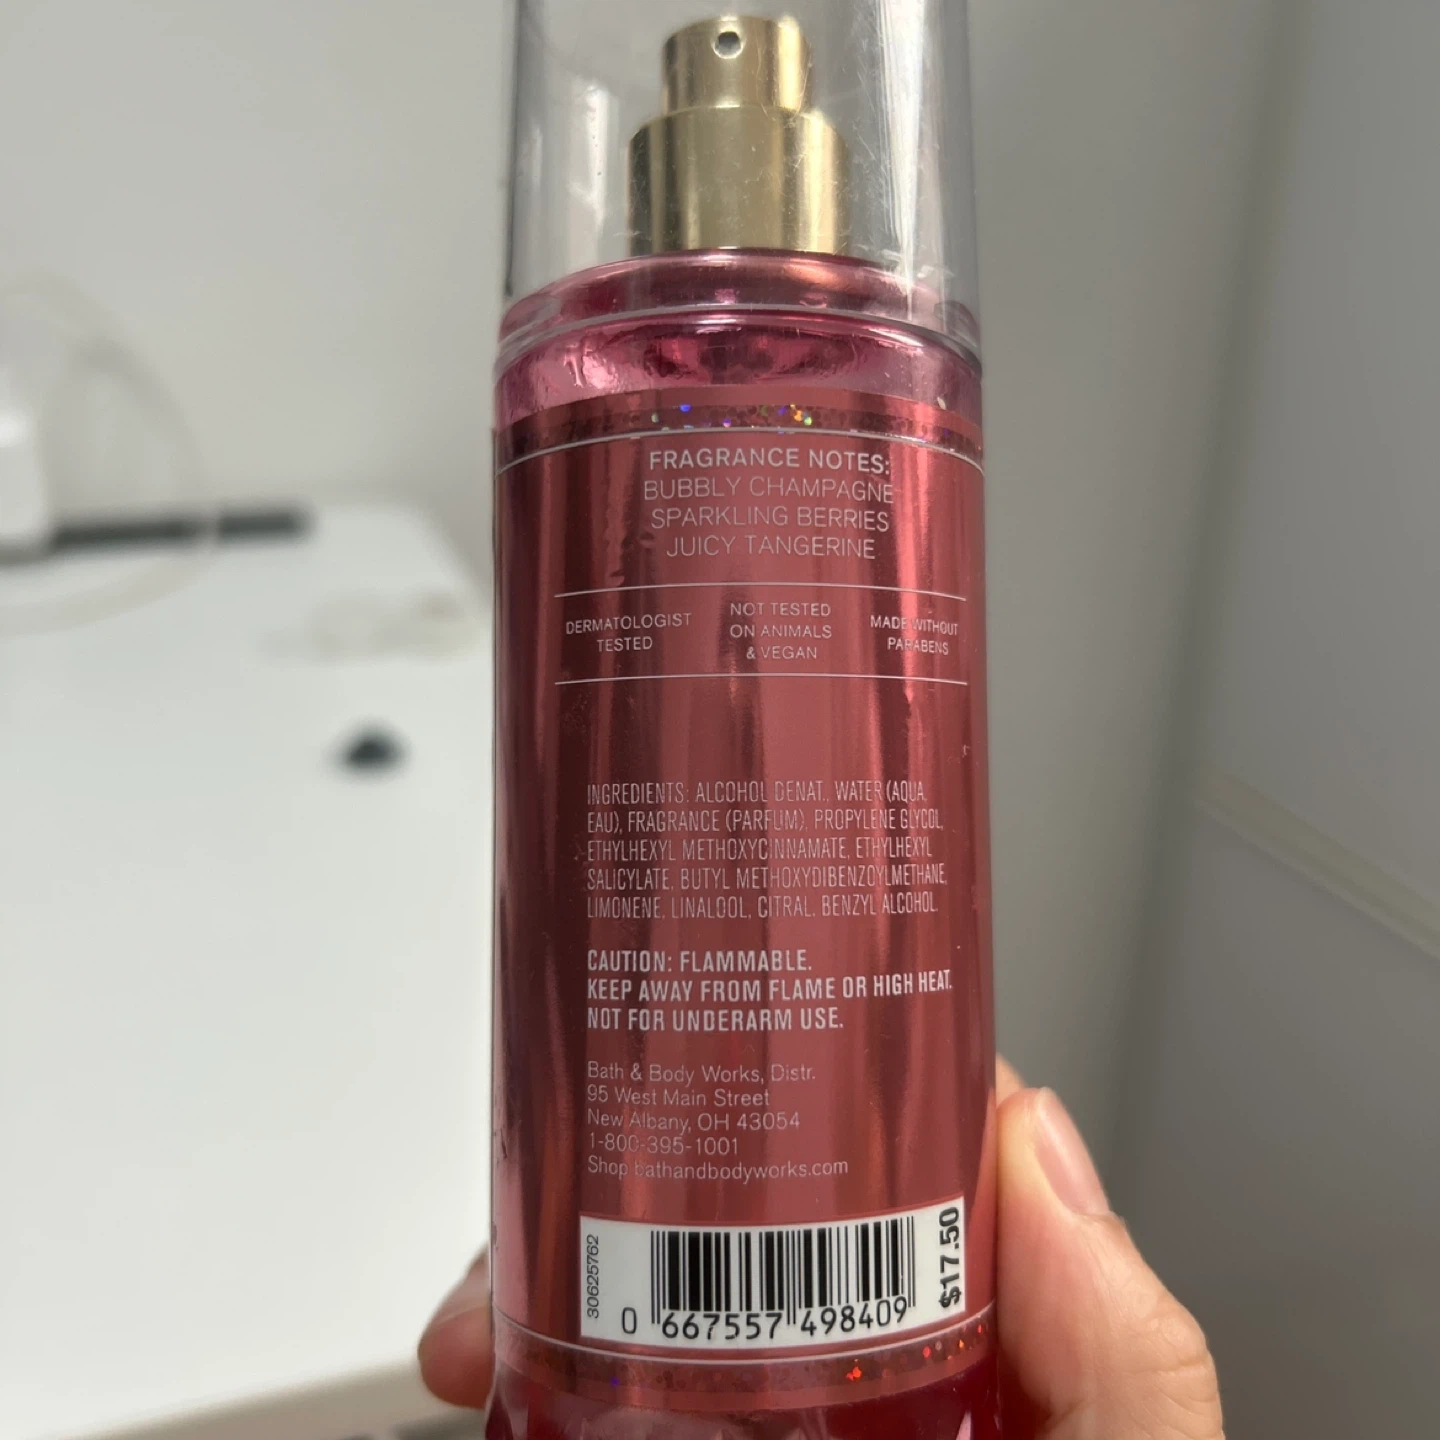 FRAGRANCE NOTES:
BUBBLY CHAMPAGNE
SPARKLING BERRIES
JUICY TANGERINE
DERMATOLOGIST
TESTED
NOT TESTED
ON ANIMALS
& VEGAN
MADE WITHOUT
PARABENS
INGREDIENTS: ALCOHOL DENAT., WATER (AQUA,
EAU), FRAGRANCE (PARFUM), PROPYLENE GLYCOL,
ETHYLHEXYL METHOXYCINNAMATE, ETHYLHEXYL
SALICYLATE, BUTYL METHOXYDIBENZOYLMETHANE,
LIMONENE, LINALOOL, CITRAL, BENZYL ALCOHOL.
CAUTION: FLAMMABLE.
KEEP AWAY FROM FLAME OR HIGH HEAT.
NOT FOR UNDERARM USE.
Bath & Body Works, Distr.
95 West Main Street
New Albany, OH 43054
1-800-395-1001
Shop bathandbodyworks.com
30625762
0 667557 498409
$17.50